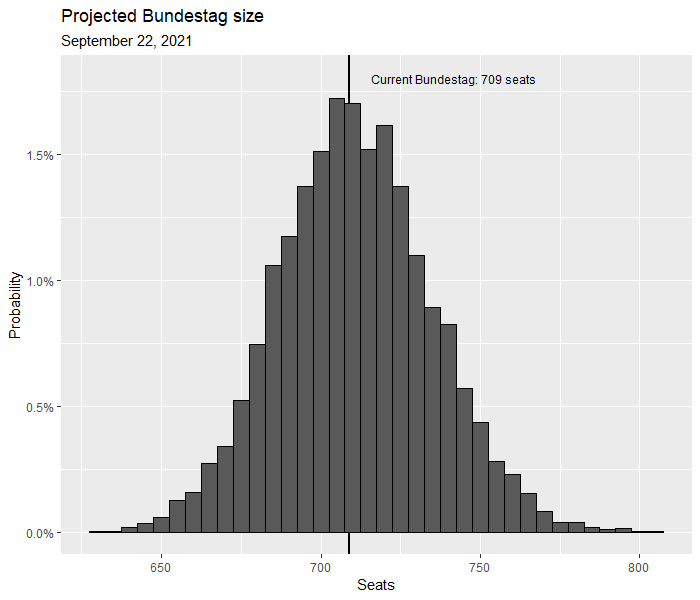 Projected Bundestag size
September 22, 2021
Current Bundestag: 709 seats
1.5%
1.0%
0.5%
0.0%
Probability
650 700 750 800
Seats